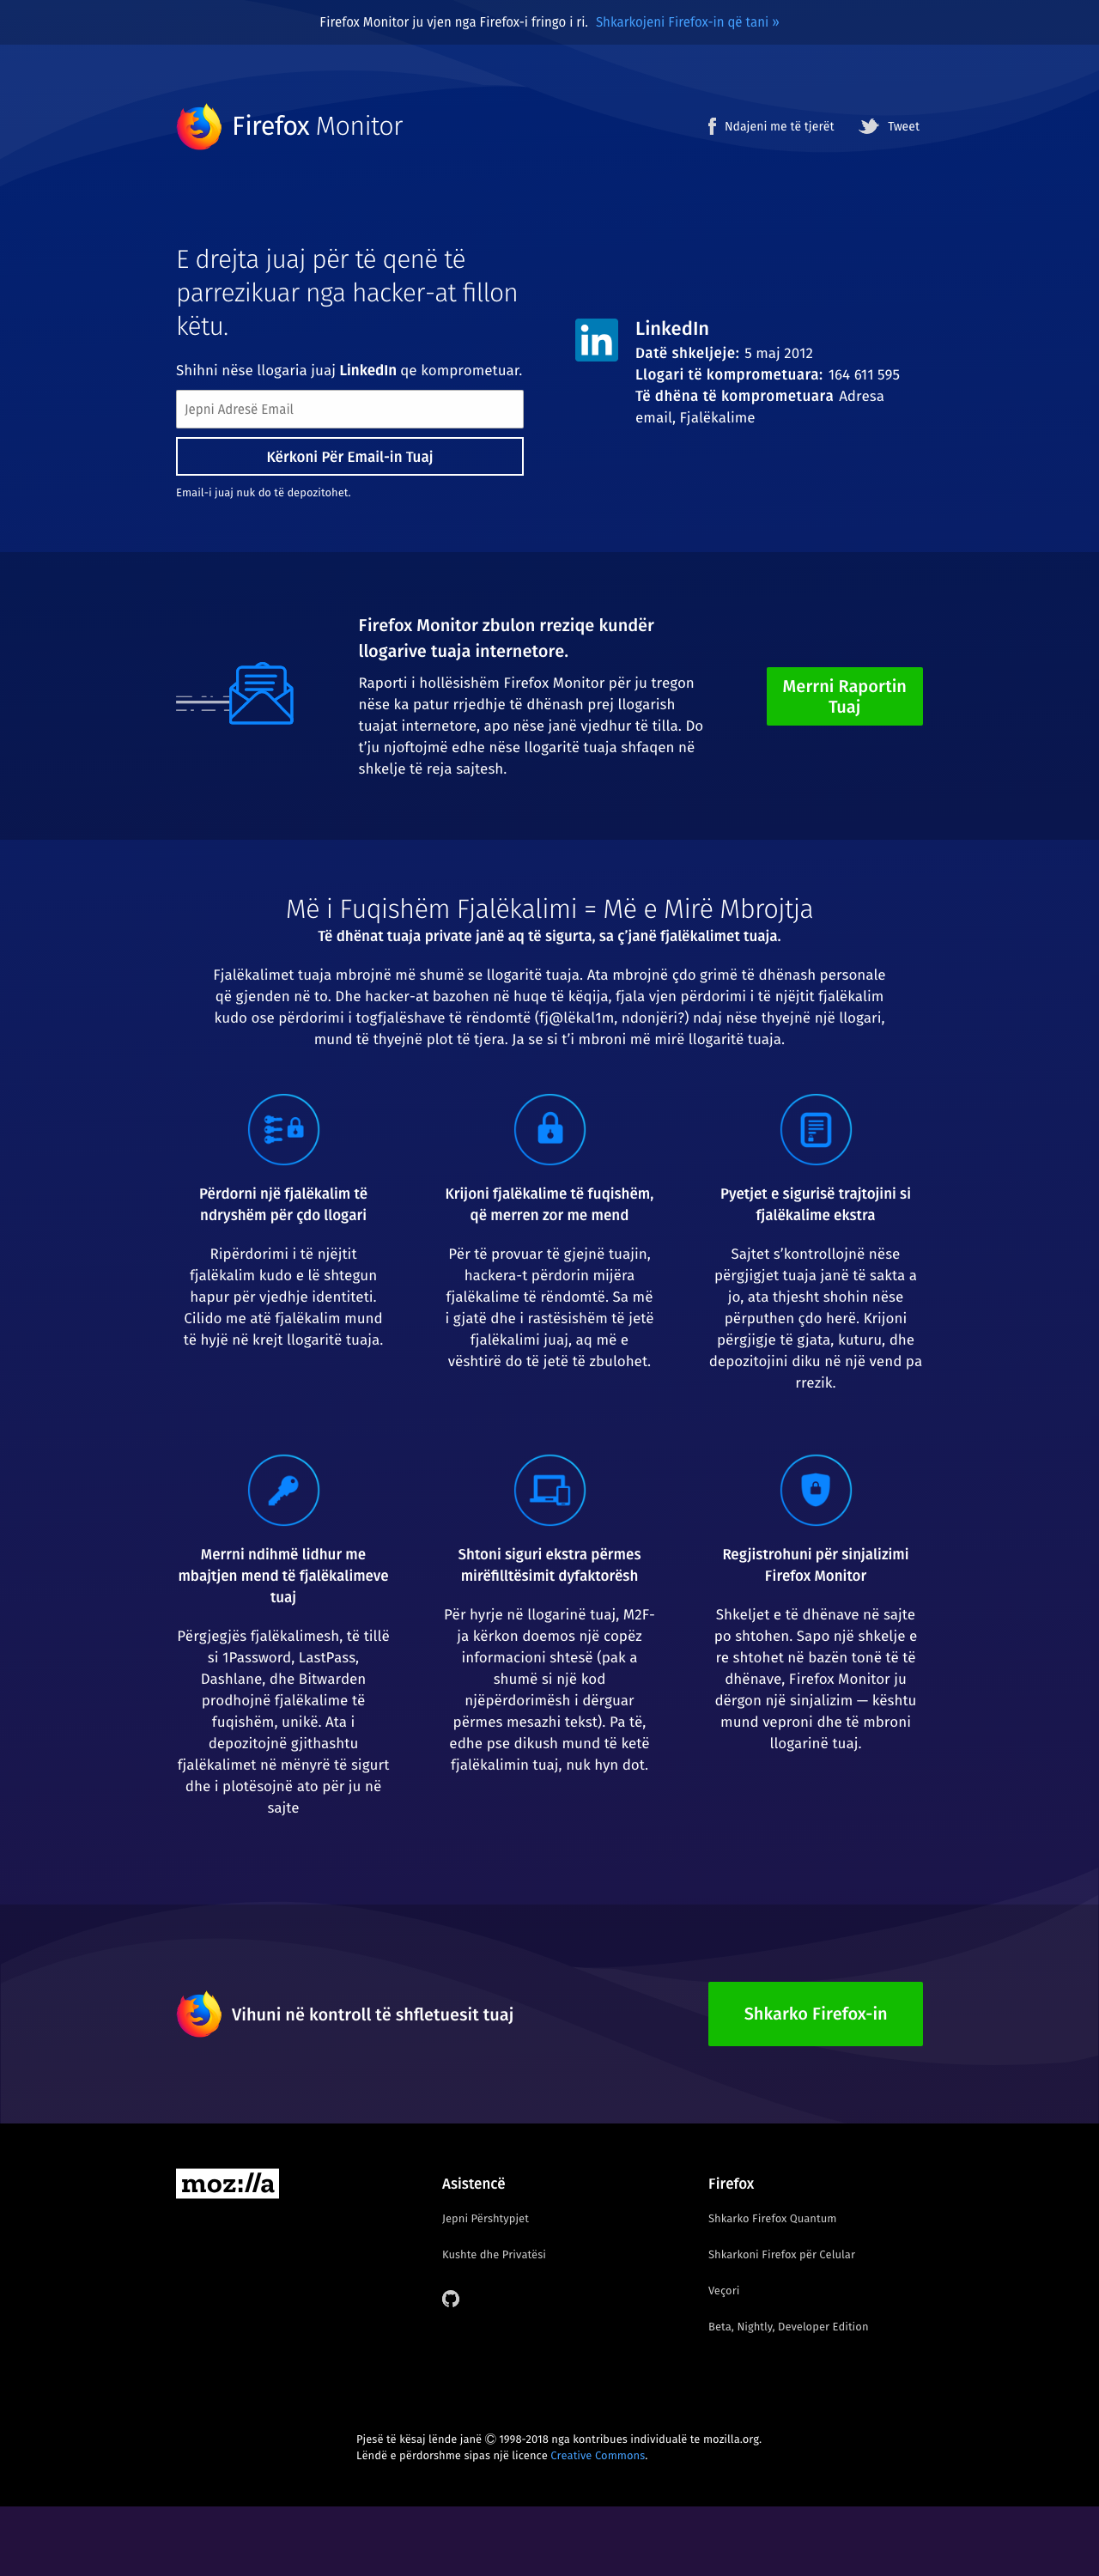 Firefox Monitor ju vjen nga Firefox-i fringo i ri. Shkarkojeni Firefox-in që tani »
Firefox Monitor
Ndajeni me të tjerët
Tweet
E drejta juaj për të qenë të
parrezikuar nga hacker-at fillon
këtu.
Shihni nëse llogaria juaj LinkedIn qe komprometuar.
Jepni Adresë Email
Kërkoni Për Email-in Tuaj
Email-i juaj nuk do të depozitohet.
LinkedIn
Datë shkeljeje: 5 maj 2012
Llogari të komprometuara: 164 611 595
Të dhëna të komprometuara Adresa
email, Fjalëkalime
Firefox Monitor zbulon rreziqe kundër
llogarive tuaja internetore.
Raporti i hollësishëm Firefox Monitor për ju tregon
nëse ka patur rrjedhje të dhënash prej llogarish
tuajat internetore, apo nëse janë vjedhur të tilla. Do
t’ju njoftojmë edhe nëse llogaritë tuaja shfaqen në
shkelje të reja sajtesh.
Merrni Raportin
Tuaj
Më i Fuqishëm Fjalëkalimi = Më e Mirë Mbrojtja
Të dhënat tuaja private janë aq të sigurta, sa ç’janë fjalëkalimet tuaja.
Fjalëkalimet tuaja mbrojnë më shumë se llogaritë tuaja. Ata mbrojnë çdo grimë të dhënash personale
që gjenden në to. Dhe hacker-at bazohen në huqe të këqija, fjala vjen përdorimi i të njëjtit fjalëkalim
kudo ose përdorimi i togfjalëshave të rëndomtë (fj@lëkal1m, ndonjëri?) ndaj nëse thyejnë një llogari,
mund të thyejnë plot të tjera. Ja se si t’i mbroni më mirë llogaritë tuaja.
Përdorni një fjalëkalim të
ndryshëm për çdo llogari
Ripërdorimi i të njëjtit
fjalëkalim kudo e lë shtegun
hapur për vjedhje identiteti.
Cilido me atë fjalëkalim mund
të hyjë në krejt llogaritë tuaja.
Krijoni fjalëkalime të fuqishëm,
që merren zor me mend
Për të provuar të gjejnë tuajin,
hackera-t përdorin mijëra
fjalëkalime të rëndomtë. Sa më
i gjatë dhe i rastësishëm të jetë
fjalëkalimi juaj, aq më e
vështirë do të jetë të zbulohet.
Pyetjet e sigurisë trajtojini si
fjalëkalime ekstra
Sajtet s’kontrollojnë nëse
përgjigjet tuaja janë të sakta a
jo, ata thjesht shohin nëse
përputhen çdo herë. Krijoni
përgjigje të gjata, kuturu, dhe
depozitojini diku në një vend pa
rrezik.
Merrni ndihmë lidhur me
mbajtjen mend të fjalëkalimeve
tuaj
Përgjegjës fjalëkalimesh, të tillë
si 1Password, LastPass,
Dashlane, dhe Bitwarden
prodhojnë fjalëkalime të
fuqishëm, unikë. Ata i
depozitojnë gjithashtu
fjalëkalimet në mënyrë të sigurt
dhe i plotësojnë ato për ju në
sajte
Shtoni siguri ekstra përmes
mirëfilltësimit dyfaktorësh
Për hyrje në llogarinë tuaj, M2F-
ja kërkon doemos një copëz
informacioni shtesë (pak a
shumë si një kod
njëpërdorimësh i dërguar
përmes mesazhi tekst). Pa të,
edhe pse dikush mund të ketë
fjalëkalimin tuaj, nuk hyn dot.
Regjistrohuni për sinjalizimi
Firefox Monitor
Shkeljet e të dhënave në sajte
po shtohen. Sapo një shkelje e
re shtohet në bazën tonë të të
dhënave, Firefox Monitor ju
dërgon një sinjalizim — kështu
mund veproni dhe të mbroni
llogarinë tuaj.
Vihuni në kontroll të shfletuesit tuaj
Shkarko Firefox-in
moz://a
Asistencë
Jepni Përshtypjet
Kushte dhe Privatësi
Firefox
Shkarko Firefox Quantum
Shkarkoni Firefox për Celular
Veçori
Beta, Nightly, Developer Edition
Pjesë të kësaj lënde janë © 1998-2018 nga kontribues individualë te mozilla.org.
Lëndë e përdorshme sipas një licence Creative Commons.